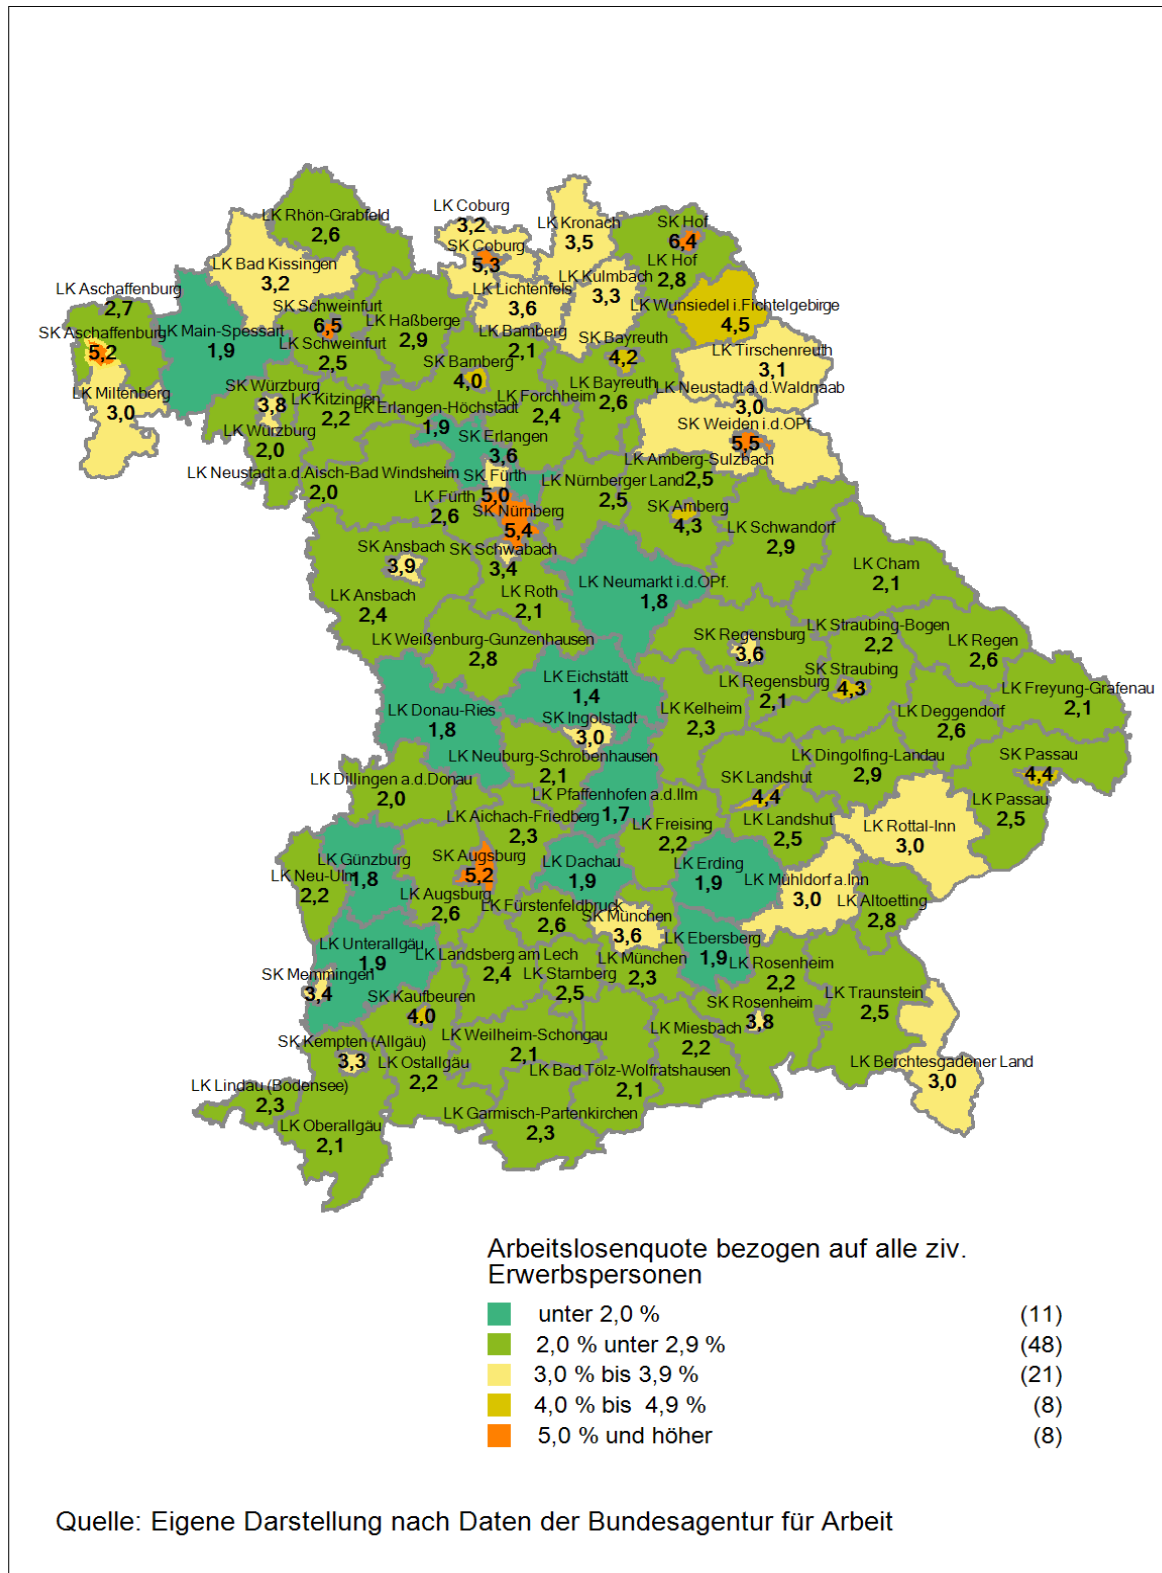 LK Rhön-Grabfeld
2,6
LK Coburg
3,2
SK Coburg
5,3
LK Kronach
3,5
SK Hof
6,4
LK Hof
2,8
LK Bad Kissingen
3,2
LK Aschaffenburg
2,7
SK Aschaffenburg
5,2
LK Main-Spessart
1,9
SK Schweinfurt
6,5
LK Schweinfurt
2,5
LK Haßberge
2,9
LK Lichtenfels
3,6
LK Kulmbach
3,3
LK Wunsiedel i.Fichtelgebirge
4,5
LK Bamberg
2,1
SK Bamberg
4,0
SK Bayreuth
4,2
LK Bayreuth
2,6
LK Tirschenreuth
3,1
LK Miltenberg
3,0
SK Würzburg
3,8
LK Würzburg
2,0
LK Kitzingen
2,2
LK Erlangen-Höchstadt
1,9
LK Forchheim
2,4
LK Neustadt a.d.Waldnaab
3,0
SK Weiden i.d.OPf.
5,5
SK Erlangen
3,6
SK Fürth
5,0
LK Neustadt a.d.Aisch-Bad Windsheim
2,0
LK Fürth
2,6
SK Nürnberg
5,4
LK Nürnberger Land
2,5
LK Amberg-Sulzbach
2,5
SK Amberg
4,3
LK Schwandorf
2,9
SK Ansbach
3,9
SK Schwabach
3,4
LK Ansbach
2,4
LK Roth
2,1
LK Neumarkt i.d.OPf.
1,8
LK Cham
2,1
LK Weißenburg-Gunzenhausen
2,8
SK Regensburg
3,6
LK Regensburg
2,1
LK Straubing-Bogen
2,2
SK Straubing
4,3
LK Regen
2,6
LK Freyung-Grafenau
2,1
LK Eichstätt
1,4
SK Ingolstadt
3,0
LK Donau-Ries
1,8
LK Kelheim
2,3
LK Deggendorf
2,6
LK Neuburg-Schrobenhausen
2,1
LK Dingolfing-Landau
2,9
SK Passau
4,4
LK Passau
2,5
LK Dillingen a.d.Donau
2,0
LK Pfaffenhofen a.d.Ilm
1,7
SK Landshut
4,4
LK Landshut
2,5
LK Rottal-Inn
3,0
LK Aichach-Friedberg
2,3
LK Freising
2,2
LK Günzburg
1,8
LK Neu-Ulm
2,2
SK Augsburg
5,2
LK Augsburg
2,6
LK Dachau
1,9
LK Erding
1,9
LK Mühldorf a.Inn
3,0
LK Altoetting
2,8
LK Fürstenfeldbruck
2,6
SK München
3,6
LK München
2,3
LK Ebersberg
1,9
LK Unterallgäu
1,9
SK Memmingen
3,4
LK Landsberg am Lech
2,4
LK Starnberg
2,5
LK Rosenheim
2,2
SK Rosenheim
3,8
LK Traunstein
2,5
SK Kaufbeuren
4,0
SK Kempten (Allgäu)
3,3
LK Ostallgäu
2,2
LK Weilheim-Schongau
2,1
LK Miesbach
2,2
LK Bad Tölz-Wolfratshausen
2,1
LK Berchtesgadener Land
3,0
LK Lindau (Bodensee)
2,3
LK Oberallgäu
2,1
LK Garmisch-Partenkirchen
2,3
Arbeitslosenquote bezogen auf alle ziv.
Erwerbspersonen
unter 2,0 % (11)
2,0 % unter 2,9 % (48)
3,0 % bis 3,9 % (21)
4,0 % bis 4,9 % (8)
5,0 % und höher (8)
Quelle: Eigene Darstellung nach Daten der Bundesagentur für Arbeit